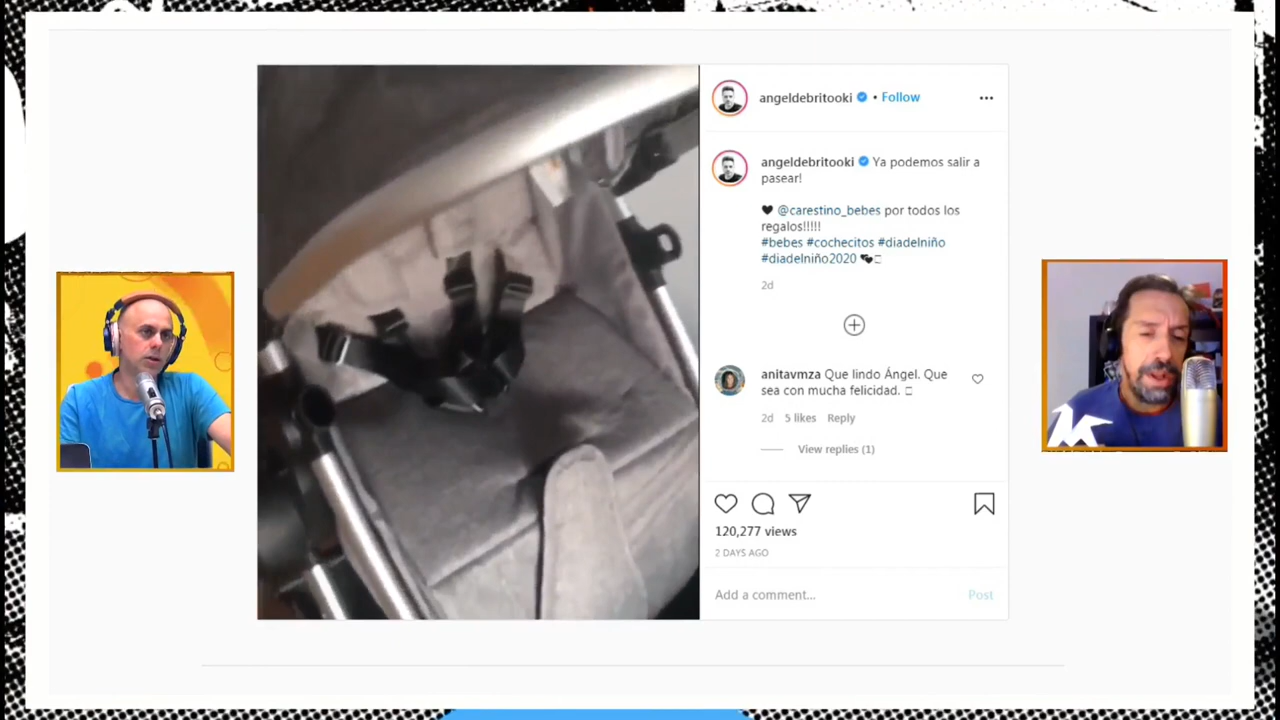 angeldebritooki • Follow
angeldebritooki Ya podemos salir a
pasear!
@carestino_bebes por todos los
regalos!!!!!
#bebes #cochecitos #diadelniño
#diadelniño2020
2d
anitavmza Que lindo Ángel. Que
sea con mucha felicidad.
2d 5 likes Reply
View replies (1)
120,277 views
2 DAYS AGO
Add a comment... Post